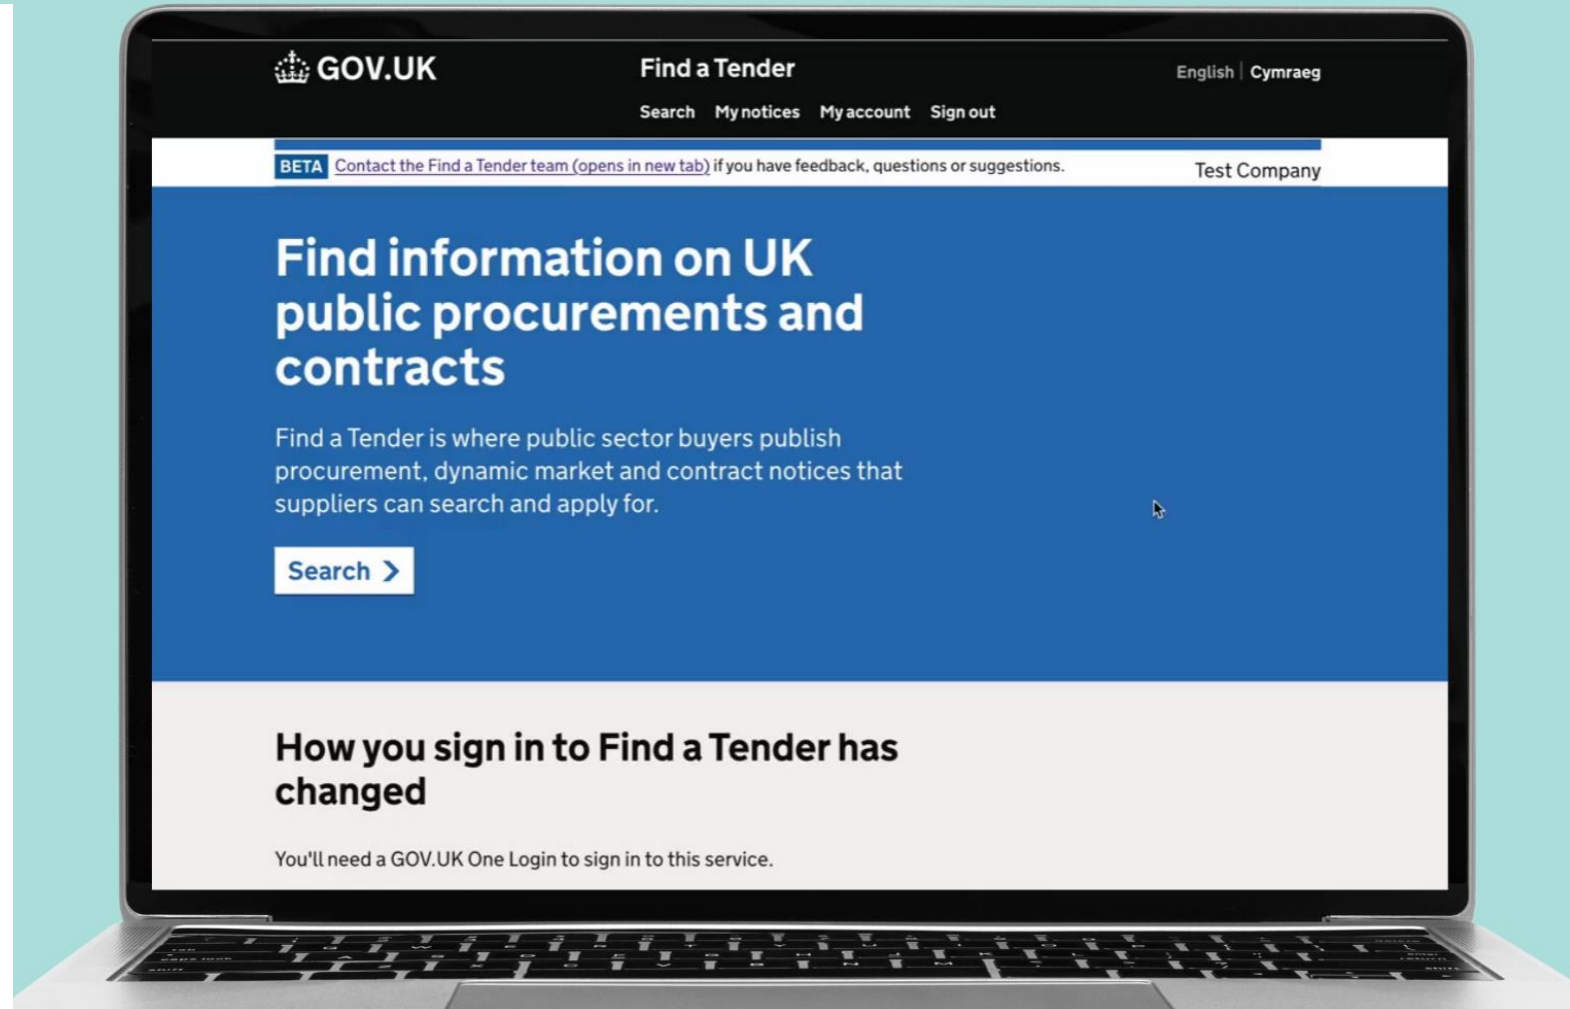 GOV.UK
Find a Tender
English | Cymraeg
Search My notices My account Sign out
BETA Contact the Find a Tender team (opens in new tab) if you have feedback, questions or suggestions.
Test Company
Find information on UK
public procurements and
contracts
Find a Tender is where public sector buyers publish
procurement, dynamic market and contract notices that
suppliers can search and apply for.
Search >
How you sign in to Find a Tender has
changed
You'll need a GOV.UK One Login to sign in to this service.